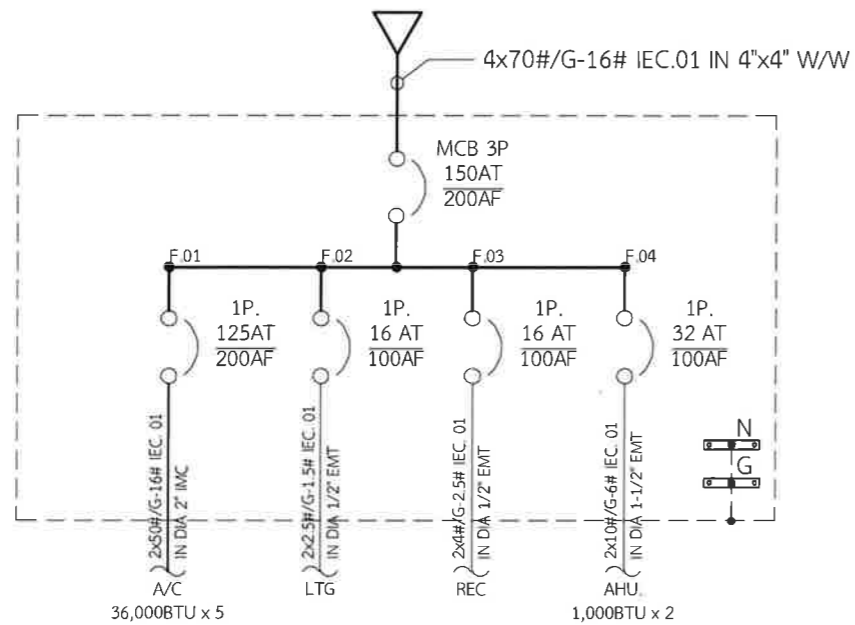 4x70#/G-16# IEC.01 IN 4"x4" W/W
MCB 3P
150AT
200AF
F.01
F.02
F.03
F.04
1P.
125AT
200AF
1P.
16 AT
100AF
1P.
16 AT
100AF
1P.
32 AT
100AF
2x50#/G-16# IEC. 01
IN DIA 2" IMC
2x2.5#/G-1.5# IEC. 01
IN DIA 1/2" EMT
2x4#/G-2.5# IEC. 01
IN DIA 1/2" EMT
2x10#/G-6# IEC. 01
IN DIA 1-1/2" EMT
N
G
A/C
36,000BTU x 5
LTG
REC
AHU.
1,000BTU x 2